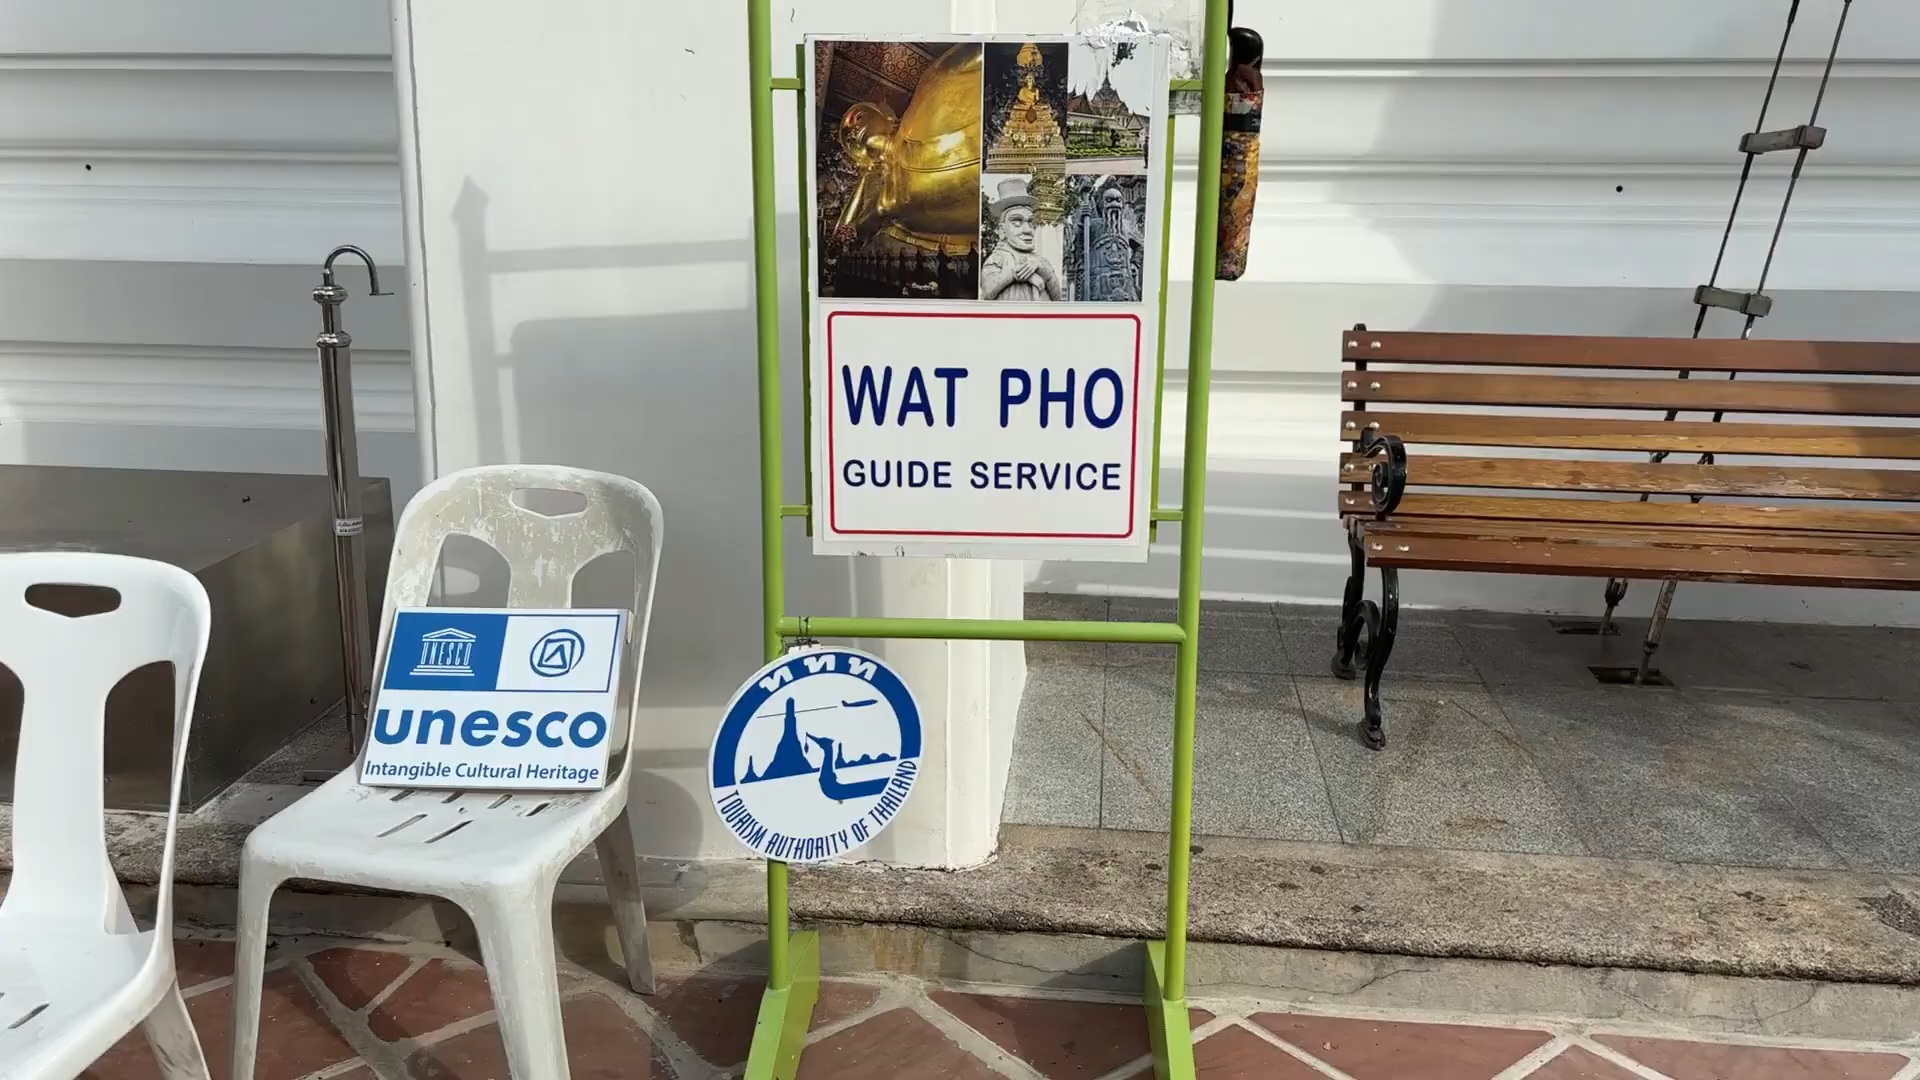 WAT PHO
GUIDE SERVICE
UNESCO
unesco
Intangible Cultural Heritage
ททท
TOURISM AUTHORITY OF THAILAND